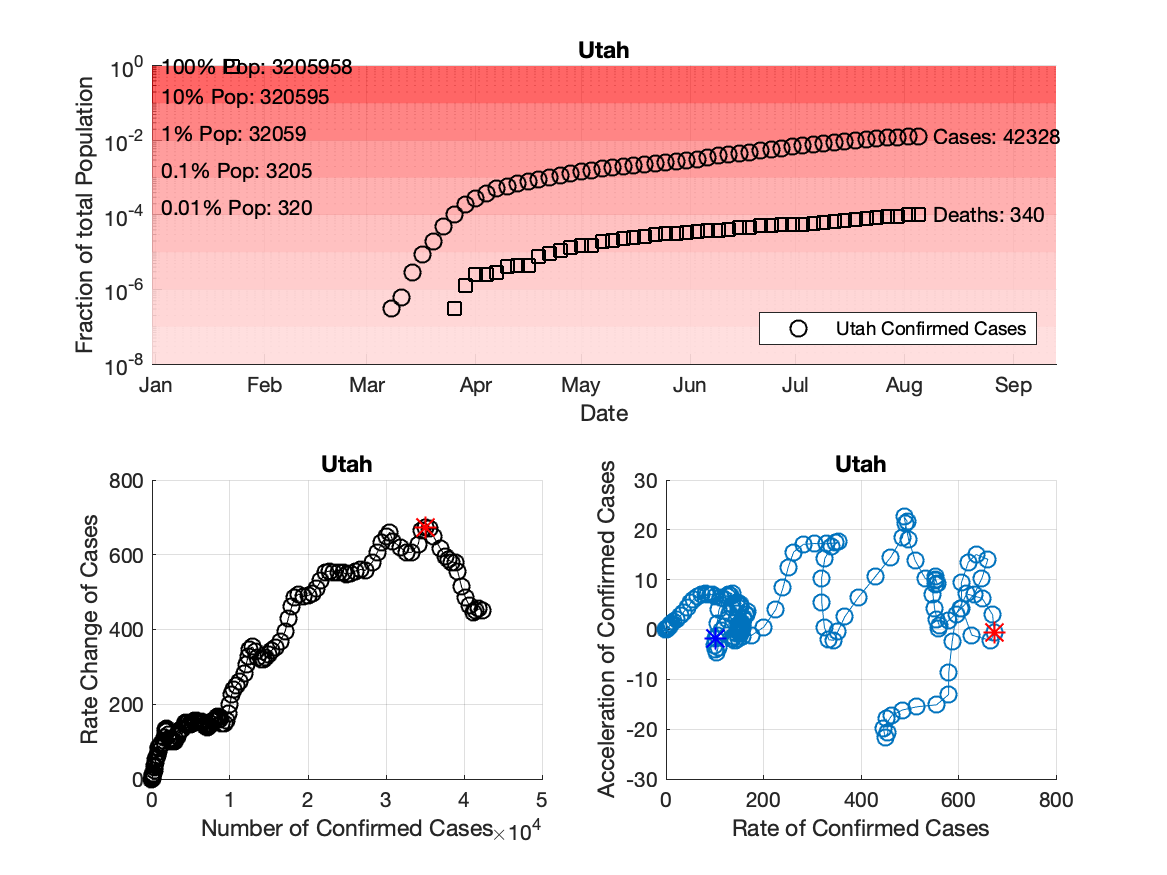 Utah
Fraction of total Population
10^0
10^-2
10^-4
10^-6
10^-8
100% Pop: 3205958
10% Pop: 320595
1% Pop: 32059
0.1% Pop: 3205
0.01% Pop: 320
Cases: 42328
Deaths: 340
Utah Confirmed Cases
Jan Feb Mar Apr May Jun Jul Aug Sep
Date
Utah
Rate Change of Cases
800
600
400
200
0
0 1 2 3 4 5
Number of Confirmed Cases ×10^4
Utah
Acceleration of Confirmed Cases
30
20
10
0
-10
-20
-30
0 200 400 600 800
Rate of Confirmed Cases